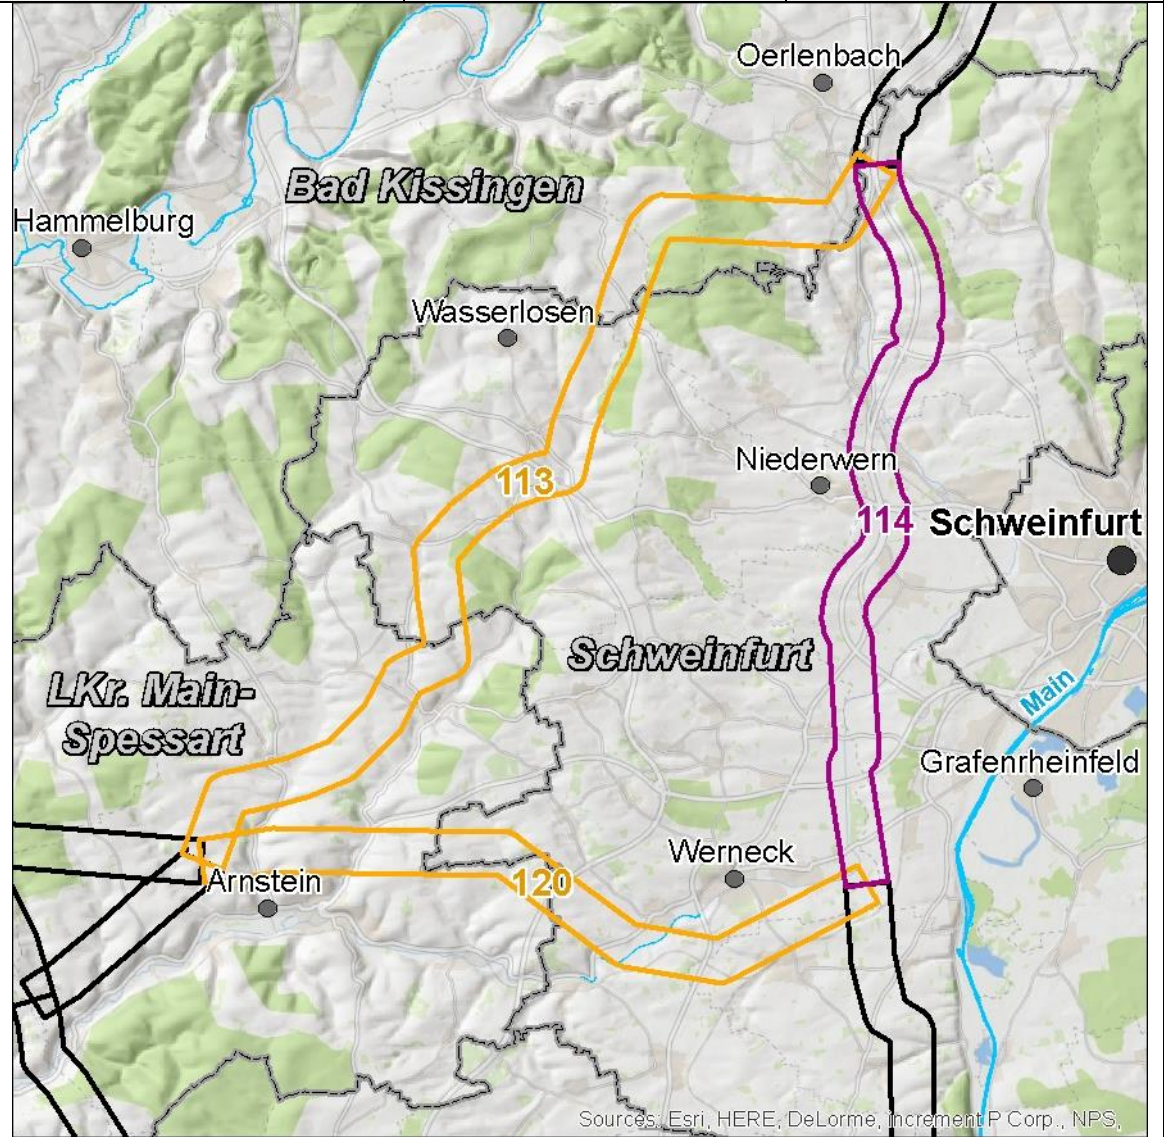 Oerlenbach
Bad Kissingen
Hammelburg
Wasserlosen
Niederwern
113
114
Schweinfurt
Schweinfurt
LKr. Main-
Spessart
Main
Grafenrheinfeld
Werneck
120
Arnstein
Sources: Esri, HERE, DeLorme, Increment P Corp., NPS,